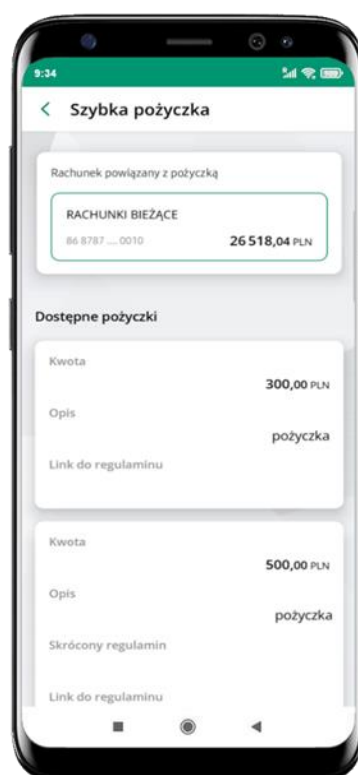 9:34
Szybka pożyczka
Rachunek powiązany z pożyczką
RACHUNKI BIEŻĄCE
86 8787 .... 0010 26 518,04 PLN
Dostępne pożyczki
Kwota
300,00 PLN
Opis
pożyczka
Link do regulaminu
Kwota
500,00 PLN
Opis
pożyczka
Skrócony regulamin
Link do regulaminu